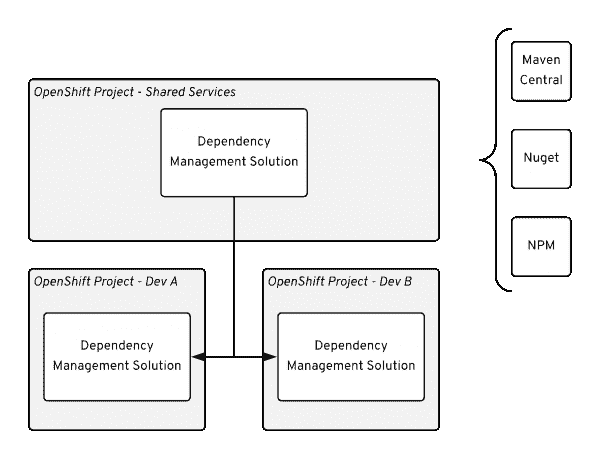 OpenShift Project - Shared Services
Dependency
Management Solution
OpenShift Project - Dev A
Dependency
Management Solution
OpenShift Project - Dev B
Dependency
Management Solution
Maven
Central
Nuget
NPM